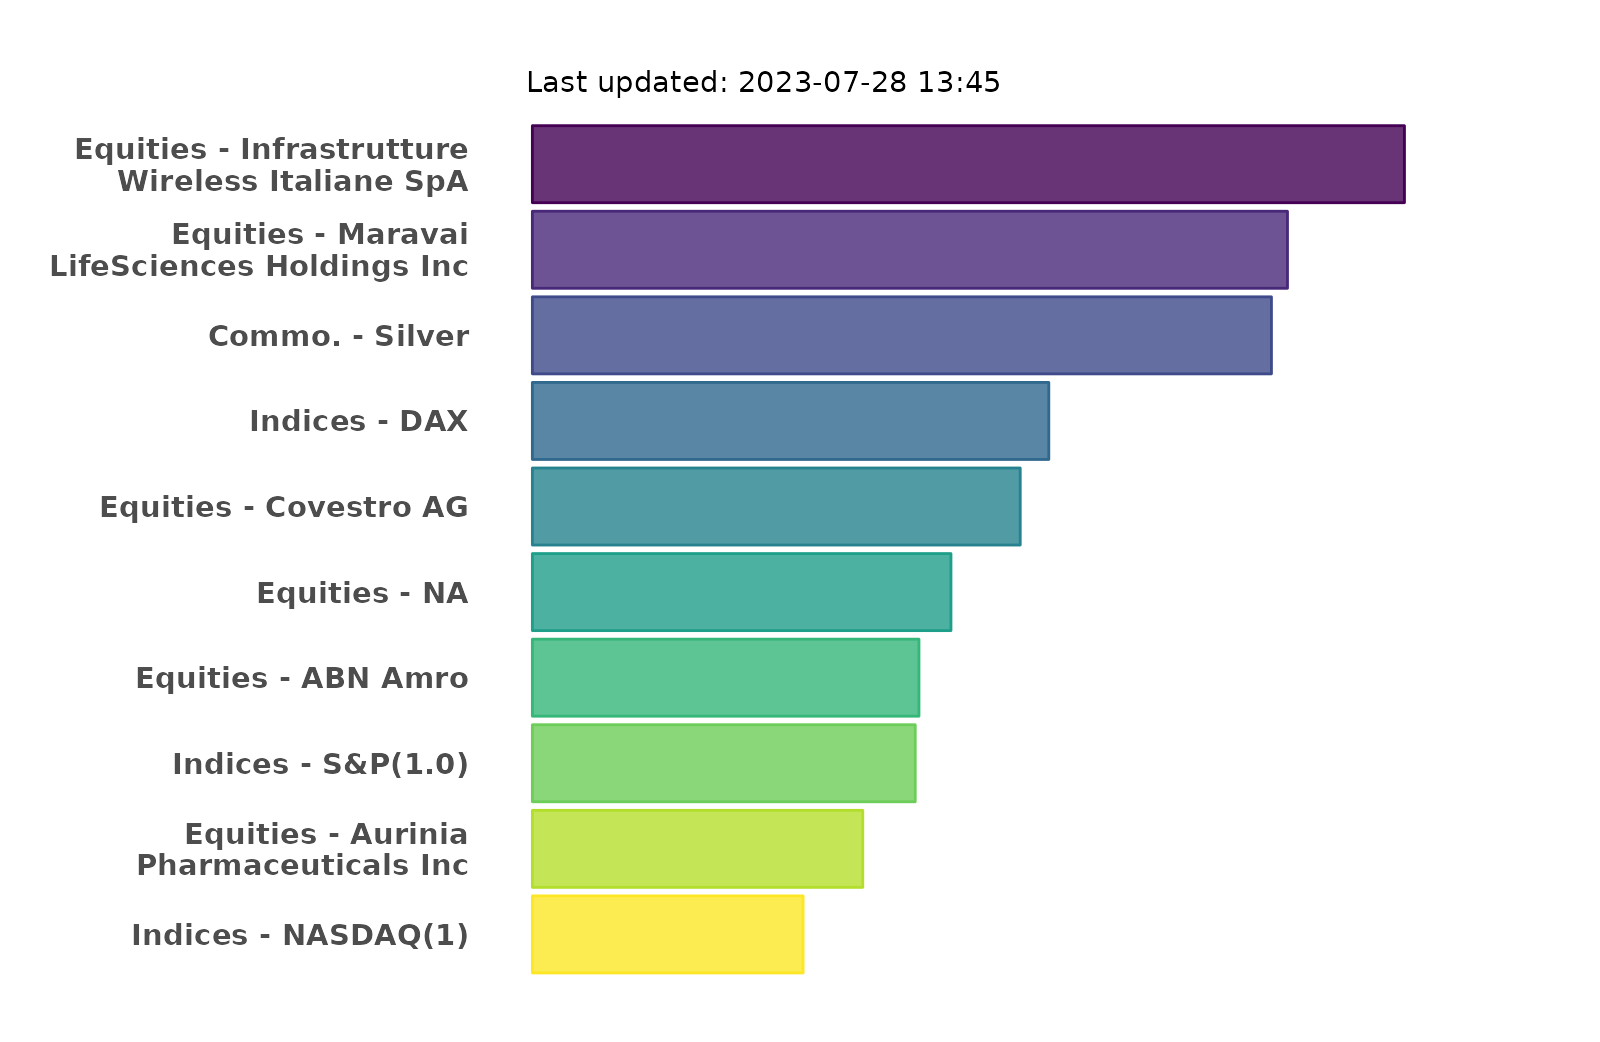 Last updated: 2023-07-28 13:45
Equities - Infrastrutture
Wireless Italiane SpA
Equities - Maravai
LifeSciences Holdings Inc
Commo. - Silver
Indices - DAX
Equities - Covestro AG
Equities - NA
Equities - ABN Amro
Indices - S&P(1.0)
Equities - Aurinia
Pharmaceuticals Inc
Indices - NASDAQ(1)